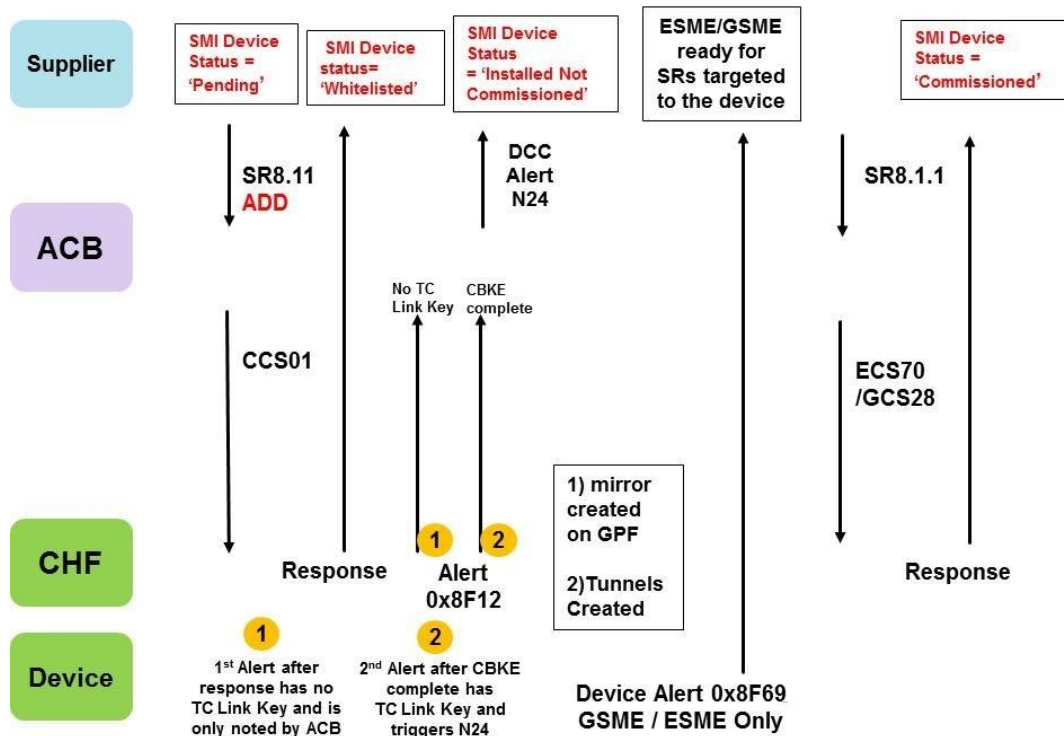 Supplier
SMI Device
Status =
‘Pending’
SMI Device
status=
‘Whitelisted’
SMI Device
Status
= ‘Installed Not
Commissioned’
ESME/GSME
ready for
SRs targeted
to the device
SMI Device
Status =
‘Commissioned’
SR8.11
ADD
DCC
Alert
N24
SR8.1.1
ACB
No TC
Link Key
CBKE
complete
CCS01
ECS70
/GCS28
1) mirror
created
on GPF
2)Tunnels
Created
CHF
Response
1
2
Alert
0x8F12
Response
Device
1
1st Alert after
response has no
TC Link Key and is
only noted by ACB
2
2nd Alert after CBKE
complete has
TC Link Key and
triggers N24
Device Alert 0x8F69
GSME / ESME Only